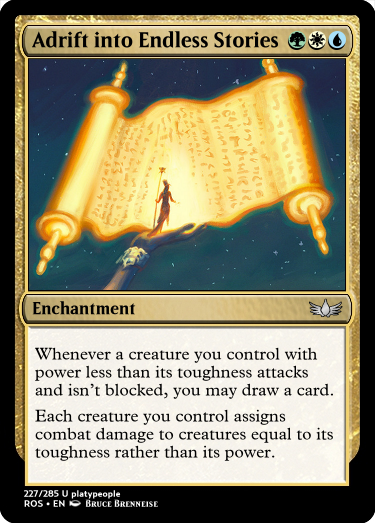 Adrift into Endless Stories
Enchantment
Whenever a creature you control with
power less than its toughness attacks
and isn't blocked, you may draw a card.
Each creature you control assigns
combat damage to creatures equal to its
toughness rather than its power.
227/285 U platypeople
ROS • EN Bruce Brenneise